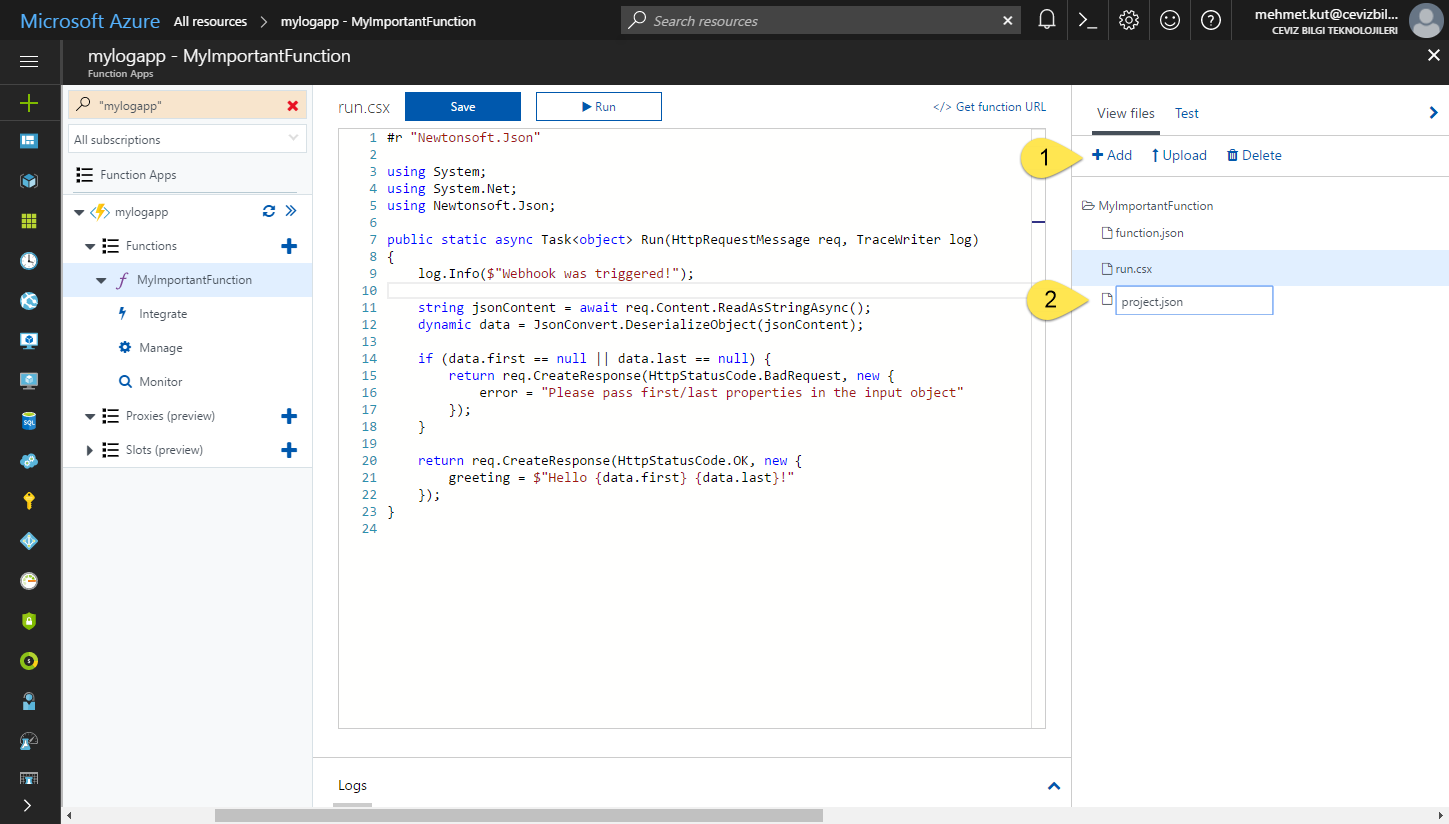 Microsoft Azure All resources > mylogapp - MyImportantFunction
Search resources
mehmet.kut@cevizbil...
CEVIZ BILGI TEKNOLOJILERI
mylogapp - MyImportantFunction
Function Apps
"mylogapp"
All subscriptions
Function Apps
mylogapp
Functions
MyImportantFunction
Integrate
Manage
Monitor
Proxies (preview)
Slots (preview)
run.csx
Save
Run
</> Get function URL
1 #r "Newtonsoft.Json"
2
3 using System;
4 using System.Net;
5 using Newtonsoft.Json;
6
7 public static async Task<object> Run(HttpRequestMessage req, TraceWriter log)
8 {
9     log.Info($"Webhook was triggered!");
10
11     string jsonContent = await req.Content.ReadAsStringAsync();
12     dynamic data = JsonConvert.DeserializeObject(jsonContent);
13
14     if (data.first == null || data.last == null) {
15         return req.CreateResponse(HttpStatusCode.BadRequest, new {
16             error = "Please pass first/last properties in the input object"
17         });
18     }
19
20     return req.CreateResponse(HttpStatusCode.OK, new {
21         greeting = $"Hello {data.first} {data.last}!"
22     });
23 }
24
Logs
View files Test
1
Add Upload Delete
MyImportantFunction
function.json
run.csx
2
project.json